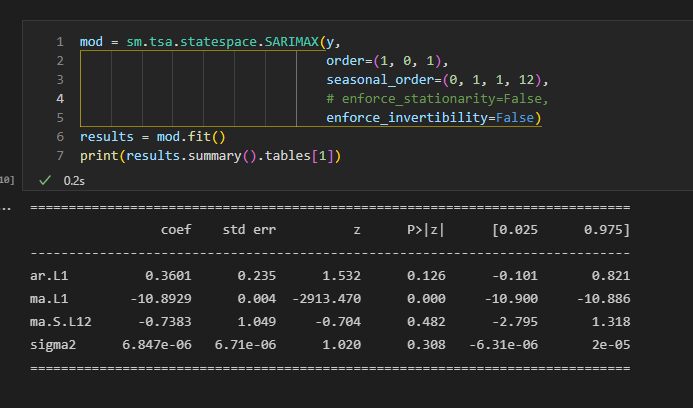 1 mod = sm.tsa.statespace.SARIMAX(y,
2 order=(1, 0, 1),
3 seasonal_order=(0, 1, 1, 12),
4 # enforce_stationarity=False,
5 enforce_invertibility=False)
6 results = mod.fit()
7 print(results.summary().tables[1])
10] ✓ 0.2s
...
==============================================================================
coef std err z P>|z| [0.025 0.975]
------------------------------------------------------------------------------
ar.L1 0.3601 0.235 1.532 0.126 -0.101 0.821
ma.L1 -10.8929 0.004 -2913.470 0.000 -10.900 -10.886
ma.S.L12 -0.7383 1.049 -0.704 0.482 -2.795 1.318
sigma2 6.847e-06 6.71e-06 1.020 0.308 -6.31e-06 2e-05
==============================================================================